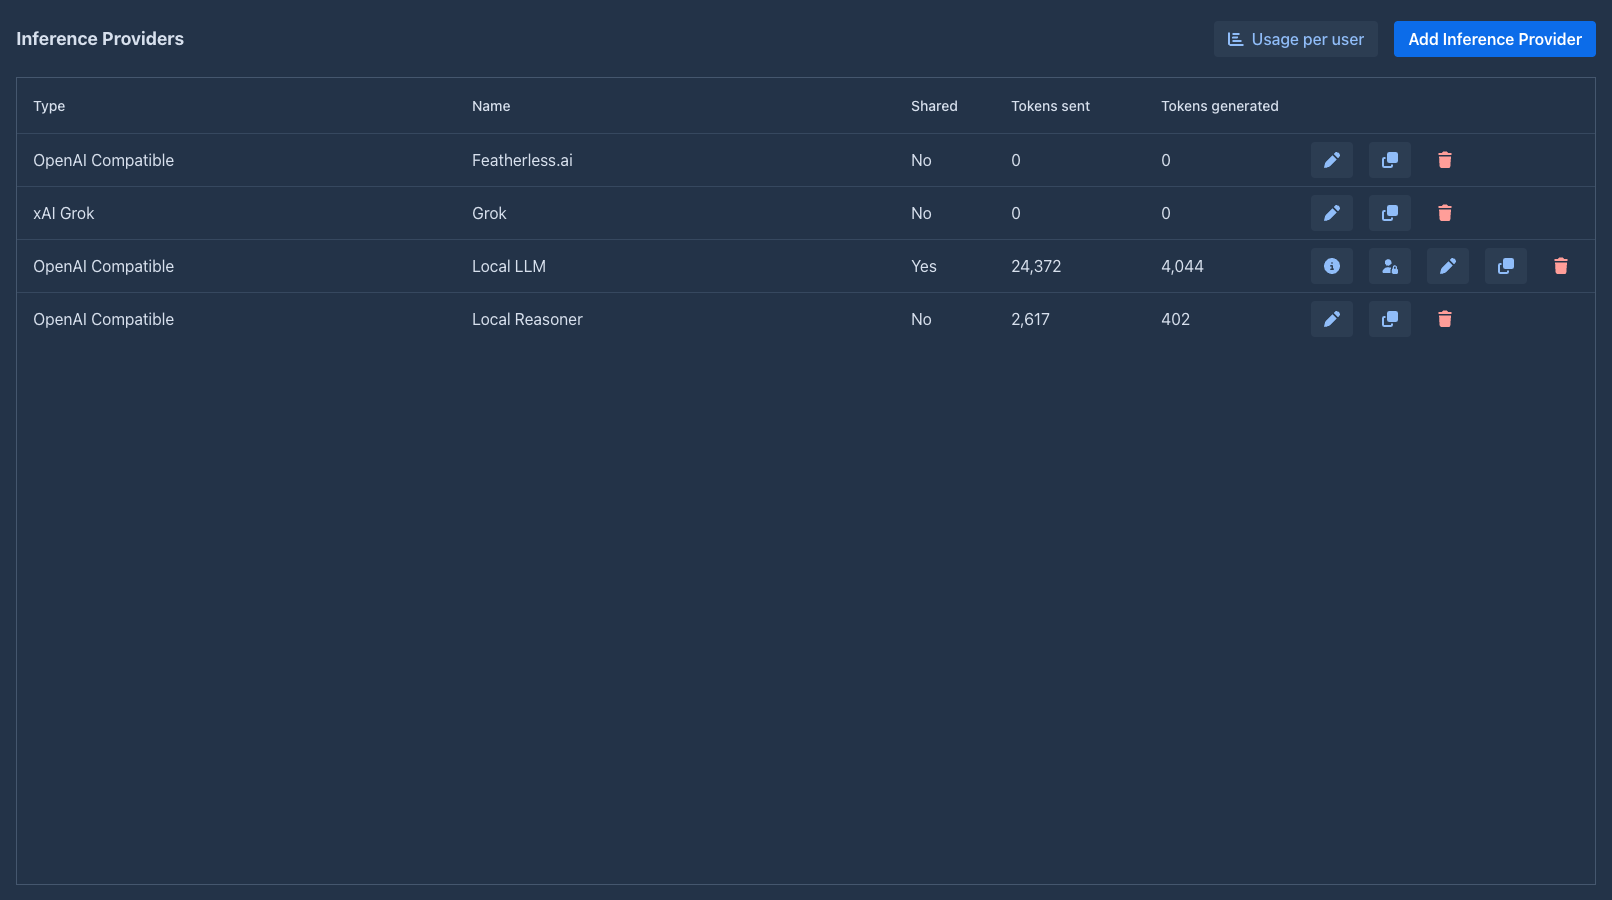 Inference Providers
Usage per user
Add Inference Provider
Type Name Shared Tokens sent Tokens generated
OpenAI Compatible Featherless.ai No 0 0
xAI Grok Grok No 0 0
OpenAI Compatible Local LLM Yes 24,372 4,044
OpenAI Compatible Local Reasoner No 2,617 402